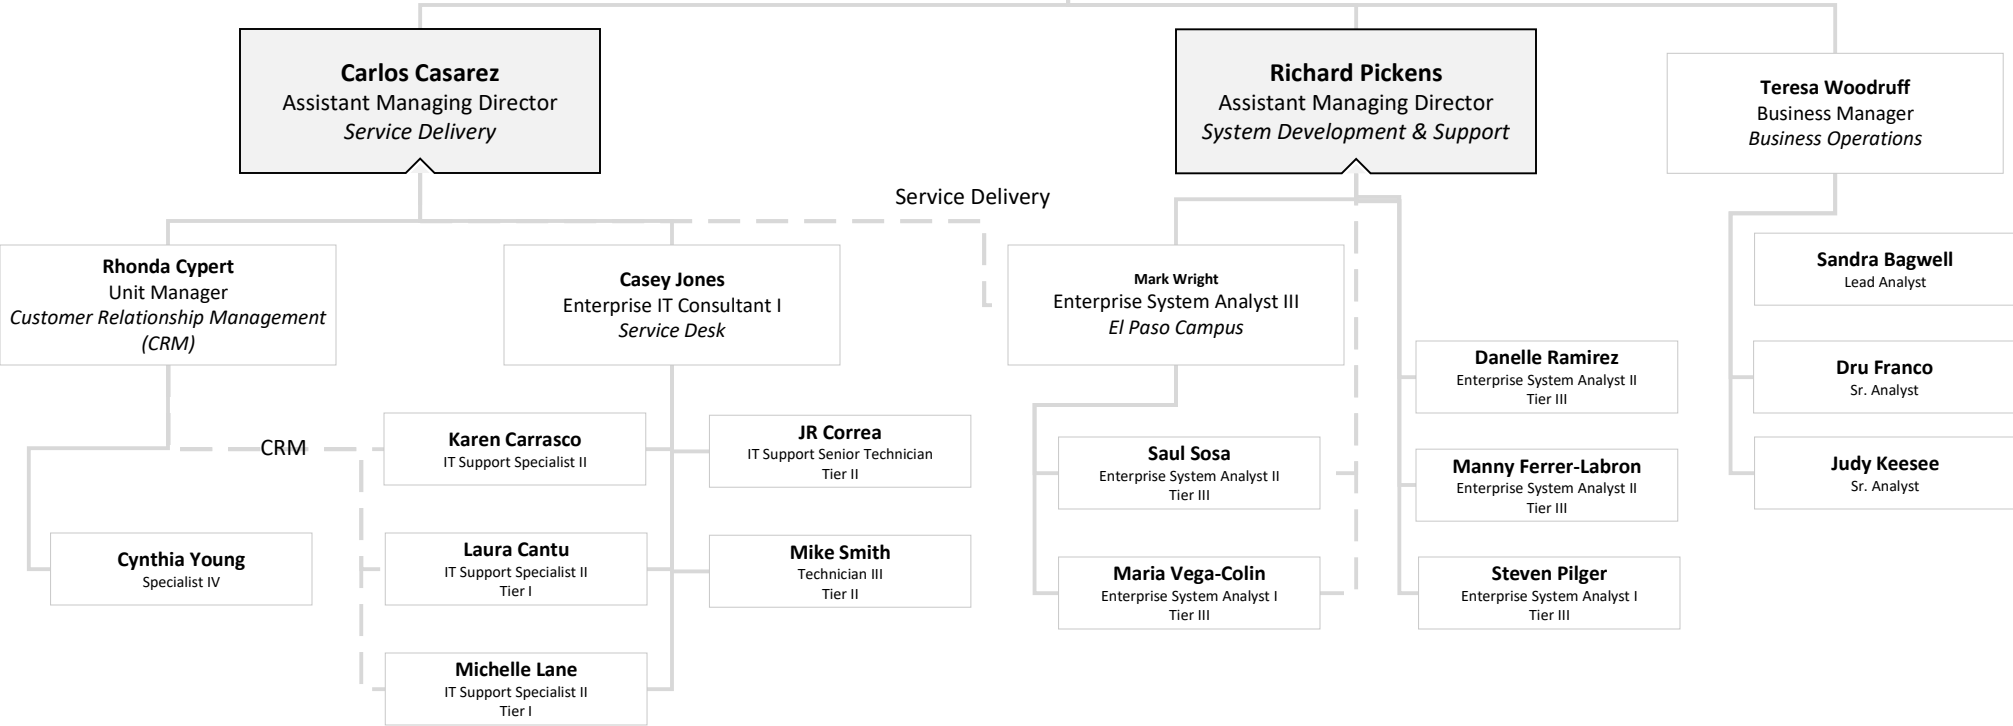 Carlos Casarez
Assistant Managing Director
Service Delivery
Richard Pickens
Assistant Managing Director
System Development & Support
Teresa Woodruff
Business Manager
Business Operations
Service Delivery
Rhonda Cypert
Unit Manager
Customer Relationship Management
(CRM)
Casey Jones
Enterprise IT Consultant I
Service Desk
Mark Wright
Enterprise System Analyst III
El Paso Campus
Sandra Bagwell
Lead Analyst
Danelle Ramirez
Enterprise System Analyst II
Tier III
Dru Franco
Sr. Analyst
CRM
Karen Carrasco
IT Support Specialist II
JR Correa
IT Support Senior Technician
Tier II
Saul Sosa
Enterprise System Analyst II
Tier III
Manny Ferrer-Labron
Enterprise System Analyst II
Tier III
Judy Keesee
Sr. Analyst
Cynthia Young
Specialist IV
Laura Cantu
IT Support Specialist II
Tier I
Mike Smith
Technician III
Tier II
Maria Vega-Colin
Enterprise System Analyst I
Tier III
Steven Pilger
Enterprise System Analyst I
Tier III
Michelle Lane
IT Support Specialist II
Tier I